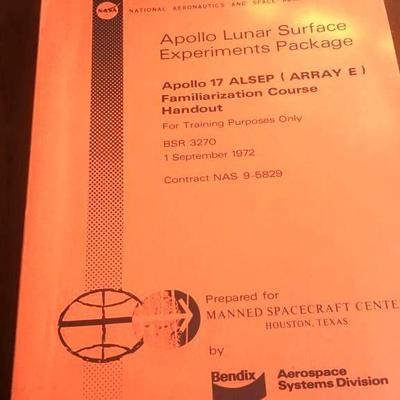 NASA NATIONAL AERONAUTICS AND SPACE
Apollo Lunar Surface
Experiments Package
Apollo 17 ALSEP ( ARRAY E )
Familiarization Course
Handout
For Training Purposes Only
BSR 3270
1 September 1972
Contract NAS 9-5829
Prepared for
MANNED SPACECRAFT CENTE
HOUSTON, TEXAS
by
Bendix Aerospace
Systems Division